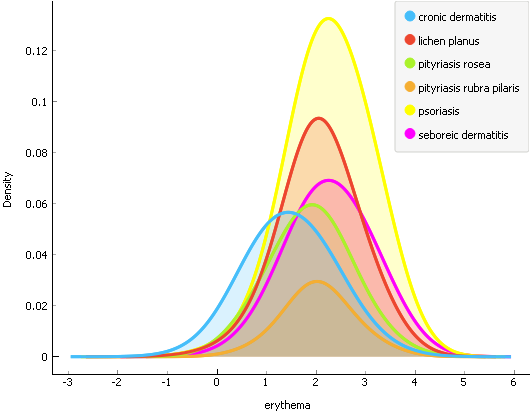 cronic dermatitis
lichen planus
pityriasis rosea
pityriasis rubra pilaris
psoriasis
seboreic dermatitis
0.12
0.1
0.08
0.06
0.04
0.02
0
Density
-3 -2 -1 0 1 2 3 4 5 6
erythema